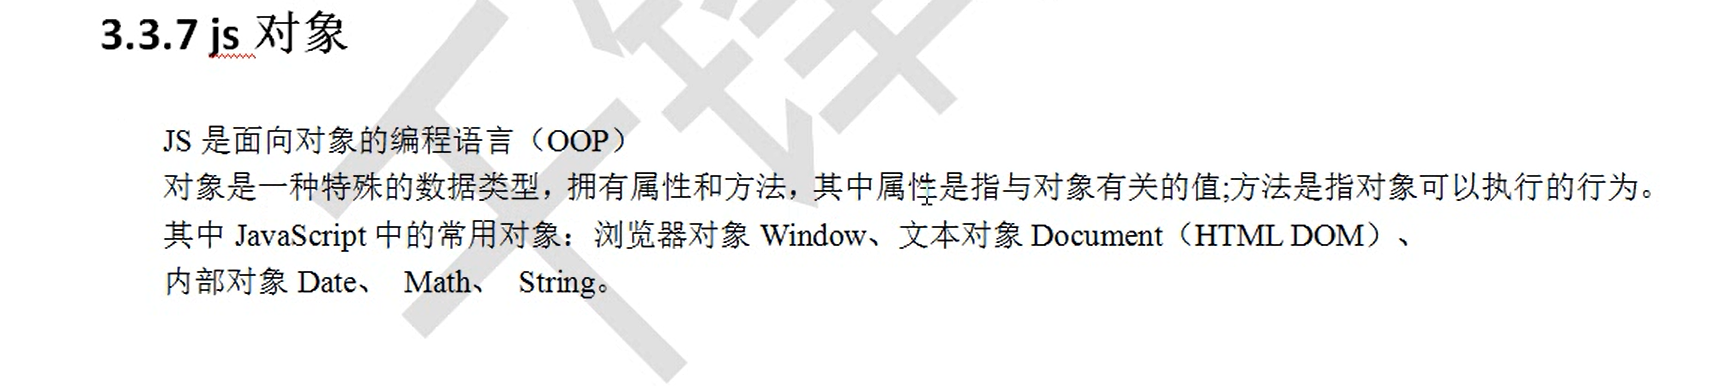 3.3.7 js 对象
JS 是面向对象的编程语言（OOP）
对象是一种特殊的数据类型，拥有属性和方法，其中属性是指与对象有关的值;方法是指对象可以执行的行为。
其中 JavaScript 中的常用对象：浏览器对象 Window、文本对象 Document（HTML DOM）、
内部对象 Date、 Math、 String。